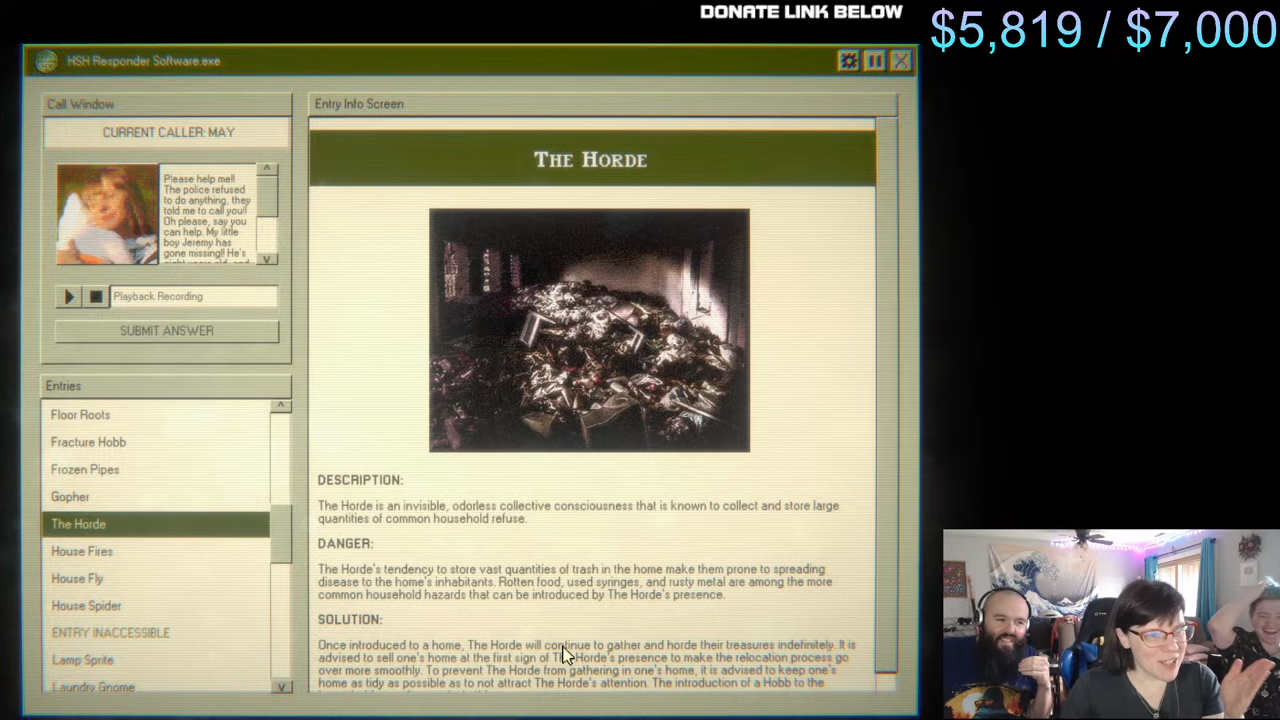 DONATE LINK BELOW
$5,819 / $7,000
HSH Responder Software.exe
Call Window
CURRENT CALLER: MAY
Please help me!!
The police refused
to do anything, they
told me to call you!!
Oh please, say you
can help. My little
boy Jeremy has
gone missing!! He's
Playback Recording
SUBMIT ANSWER
Entries
Floor Roots
Fracture Hobb
Frozen Pipes
Gopher
The Horde
House Fires
House Fly
House Spider
ENTRY INACCESSIBLE
Lamp Sprite
Laundry Gnome
Entry Info Screen
THE HORDE
DESCRIPTION:
The Horde is an invisible, odorless collective consciousness that is known to collect and store large
quantities of common household refuse.
DANGER:
The Horde's tendency to store vast quantities of trash in the home make them prone to spreading
disease to the home's inhabitants. Rotten food, used syringes, and rusty metal are among the more
common household hazards that can be introduced by The Horde's presence.
SOLUTION:
Once introduced to a home, The Horde will continue to gather and horde their treasures indefinitely. It is
advised to sell one's home at the first sign of The Horde's presence to make the relocation process go
over more smoothly. To prevent The Horde from gathering in one's home, it is advised to keep one's
home as tidy as possible as to not attract The Horde's attention. The introduction of a Hobb to the